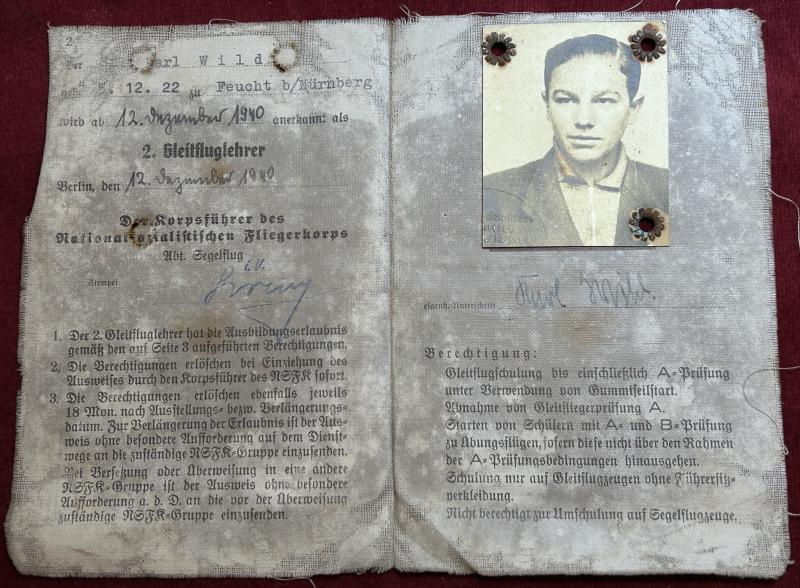 2
Der Karl Wild
12. 22 zu Feucht b/Nürnberg
wird ab 12. Dezember 1940 anerkannt als
2. Gleitfluglehrer
Berlin, den 12. Dezember 1940
Der Korpsführer des
Nationalsozialistischen Fliegerkorps
Abt. Segelflug
Stempel
1. Der 2. Gleitfluglehrer hat die Ausbildungserlaubnis
gemäß den auf Seite 3 aufgeführten Berechtigungen.
2. Die Berechtigungen erlöschen bei Einziehung des
Ausweises durch den Korpsführer des NSFK sofort.
3. Die Berechtigungen erlöschen ebenfalls jeweils
18 Mon. nach Ausstellungs- bezw. Verlängerungs-
datum. Zur Verlängerung der Erlaubnis ist der Aus-
weis ohne besondere Aufforderung auf dem Dienst-
wege an die zuständige NSFK-Gruppe einzusenden.
Bei Versetzung oder Überweisung in eine andere
NSFK-Gruppe ist der Ausweis ohne besondere
Aufforderung a. d. D. an die vor der Überweisung
zuständige NSFK-Gruppe einzusenden.
eigenh. Unterschrift Karl Wild.
Berechtigung:
Gleitflugschulung bis einschließlich A-Prüfung
unter Verwendung von Gummiseilstart.
Abnahme von Gleitfliegerprüfung A.
Starten von Schülern mit A- und B-Prüfung
zu Übungsflügen, sofern diese nicht über den Rahmen
der A-Prüfungsbedingungen hinausgehen.
Schulung nur auf Gleitflugzeugen ohne Führersitz-
verkleidung.
Nicht berechtigt zur Umschulung auf Segelflugzeuge.